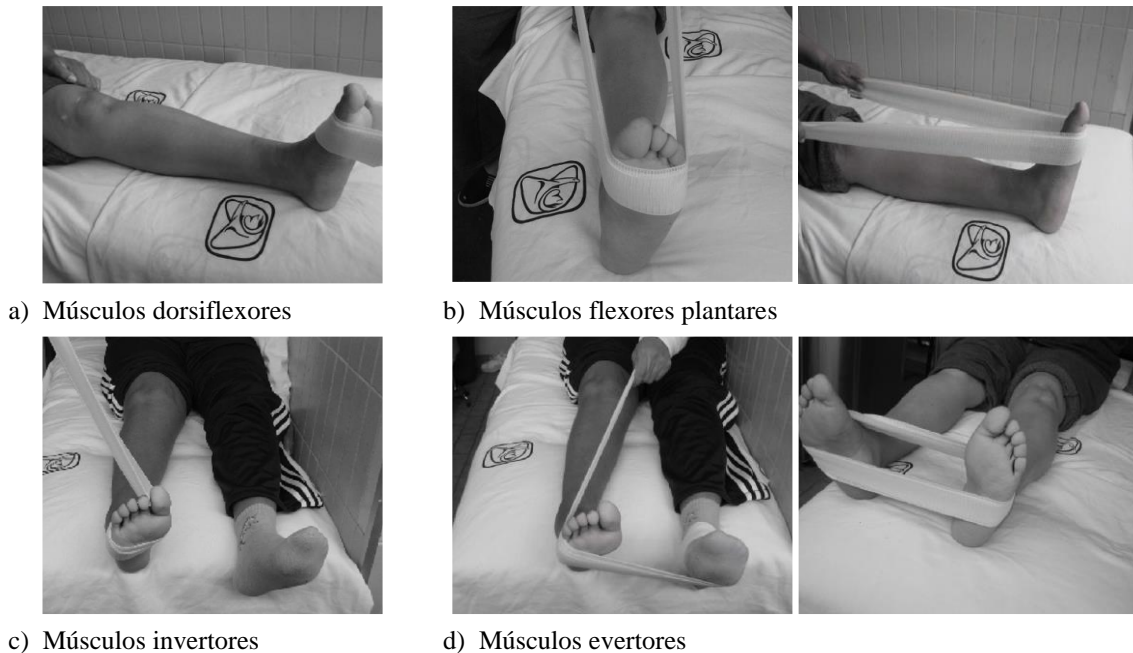 a) Músculos dorsiflexores
b) Músculos flexores plantares
c) Músculos invertores
d) Músculos evertores